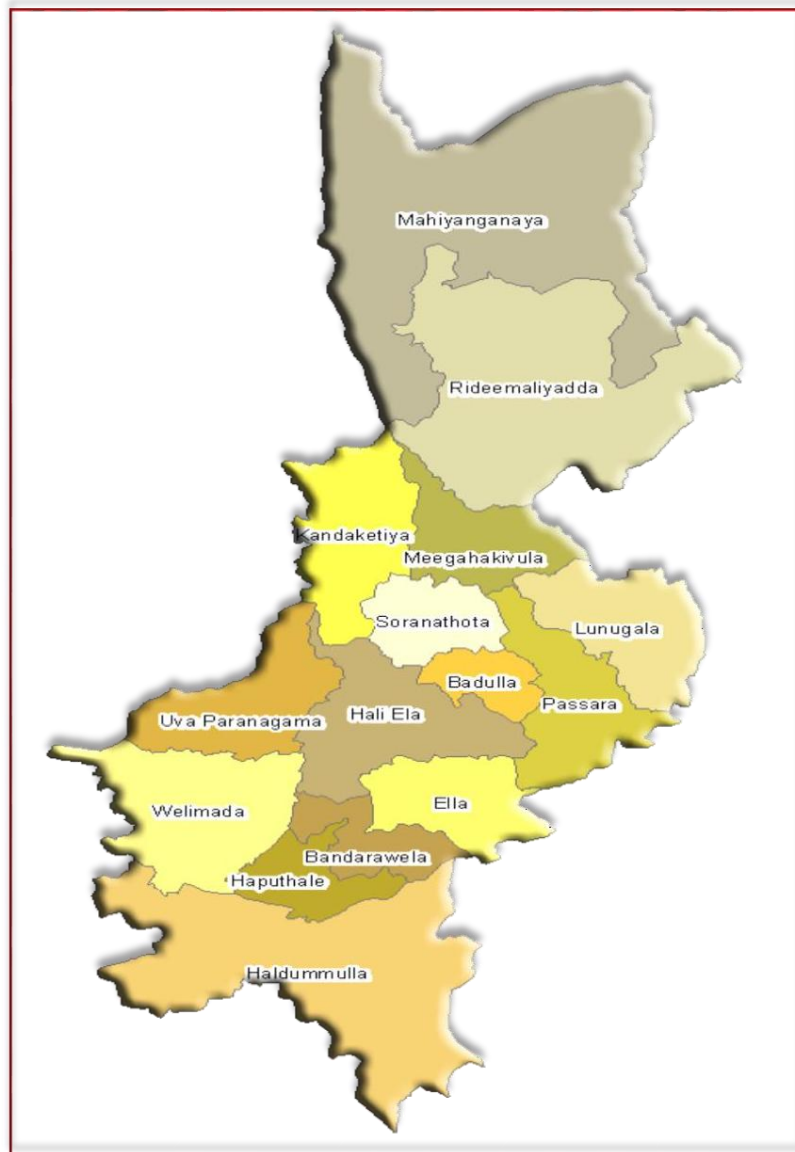 Mahiyanganaya
Rideemaliyadda
Kandaketiya
Meegahakivula
Soranathota
Lunugala
Badulla
Passara
Uva Paranagama
Hali Ela
Welimada
Ella
Bandarawela
Haputhale
Haldummulla